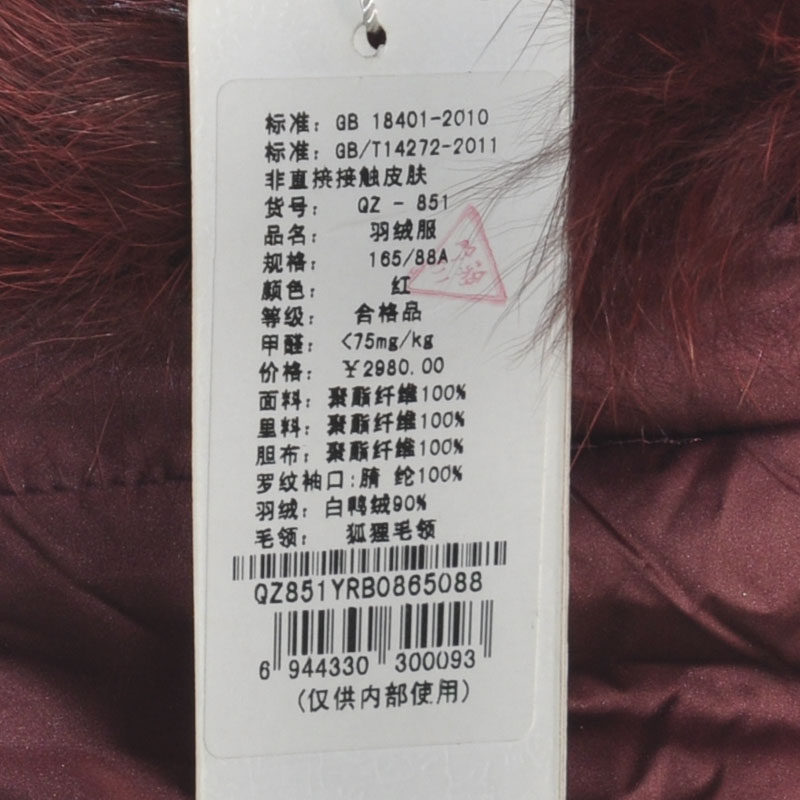 标准: GB 18401-2010
标准: GB/T14272-2011
非直接接触皮肤
货号: QZ - 851
品名: 羽绒服
规格: 165/88A
颜色: 红
等级: 合格品
甲醛: <75mg/kg
价格: ¥2980.00
面料: 聚酯纤维100%
里料: 聚酯纤维100%
胆布: 聚酯纤维100%
罗纹袖口:腈 纶100%
羽绒: 白鸭绒90%
毛领: 狐狸毛领
QZ851YRB0865088
6 944330 300093
(仅供内部使用)